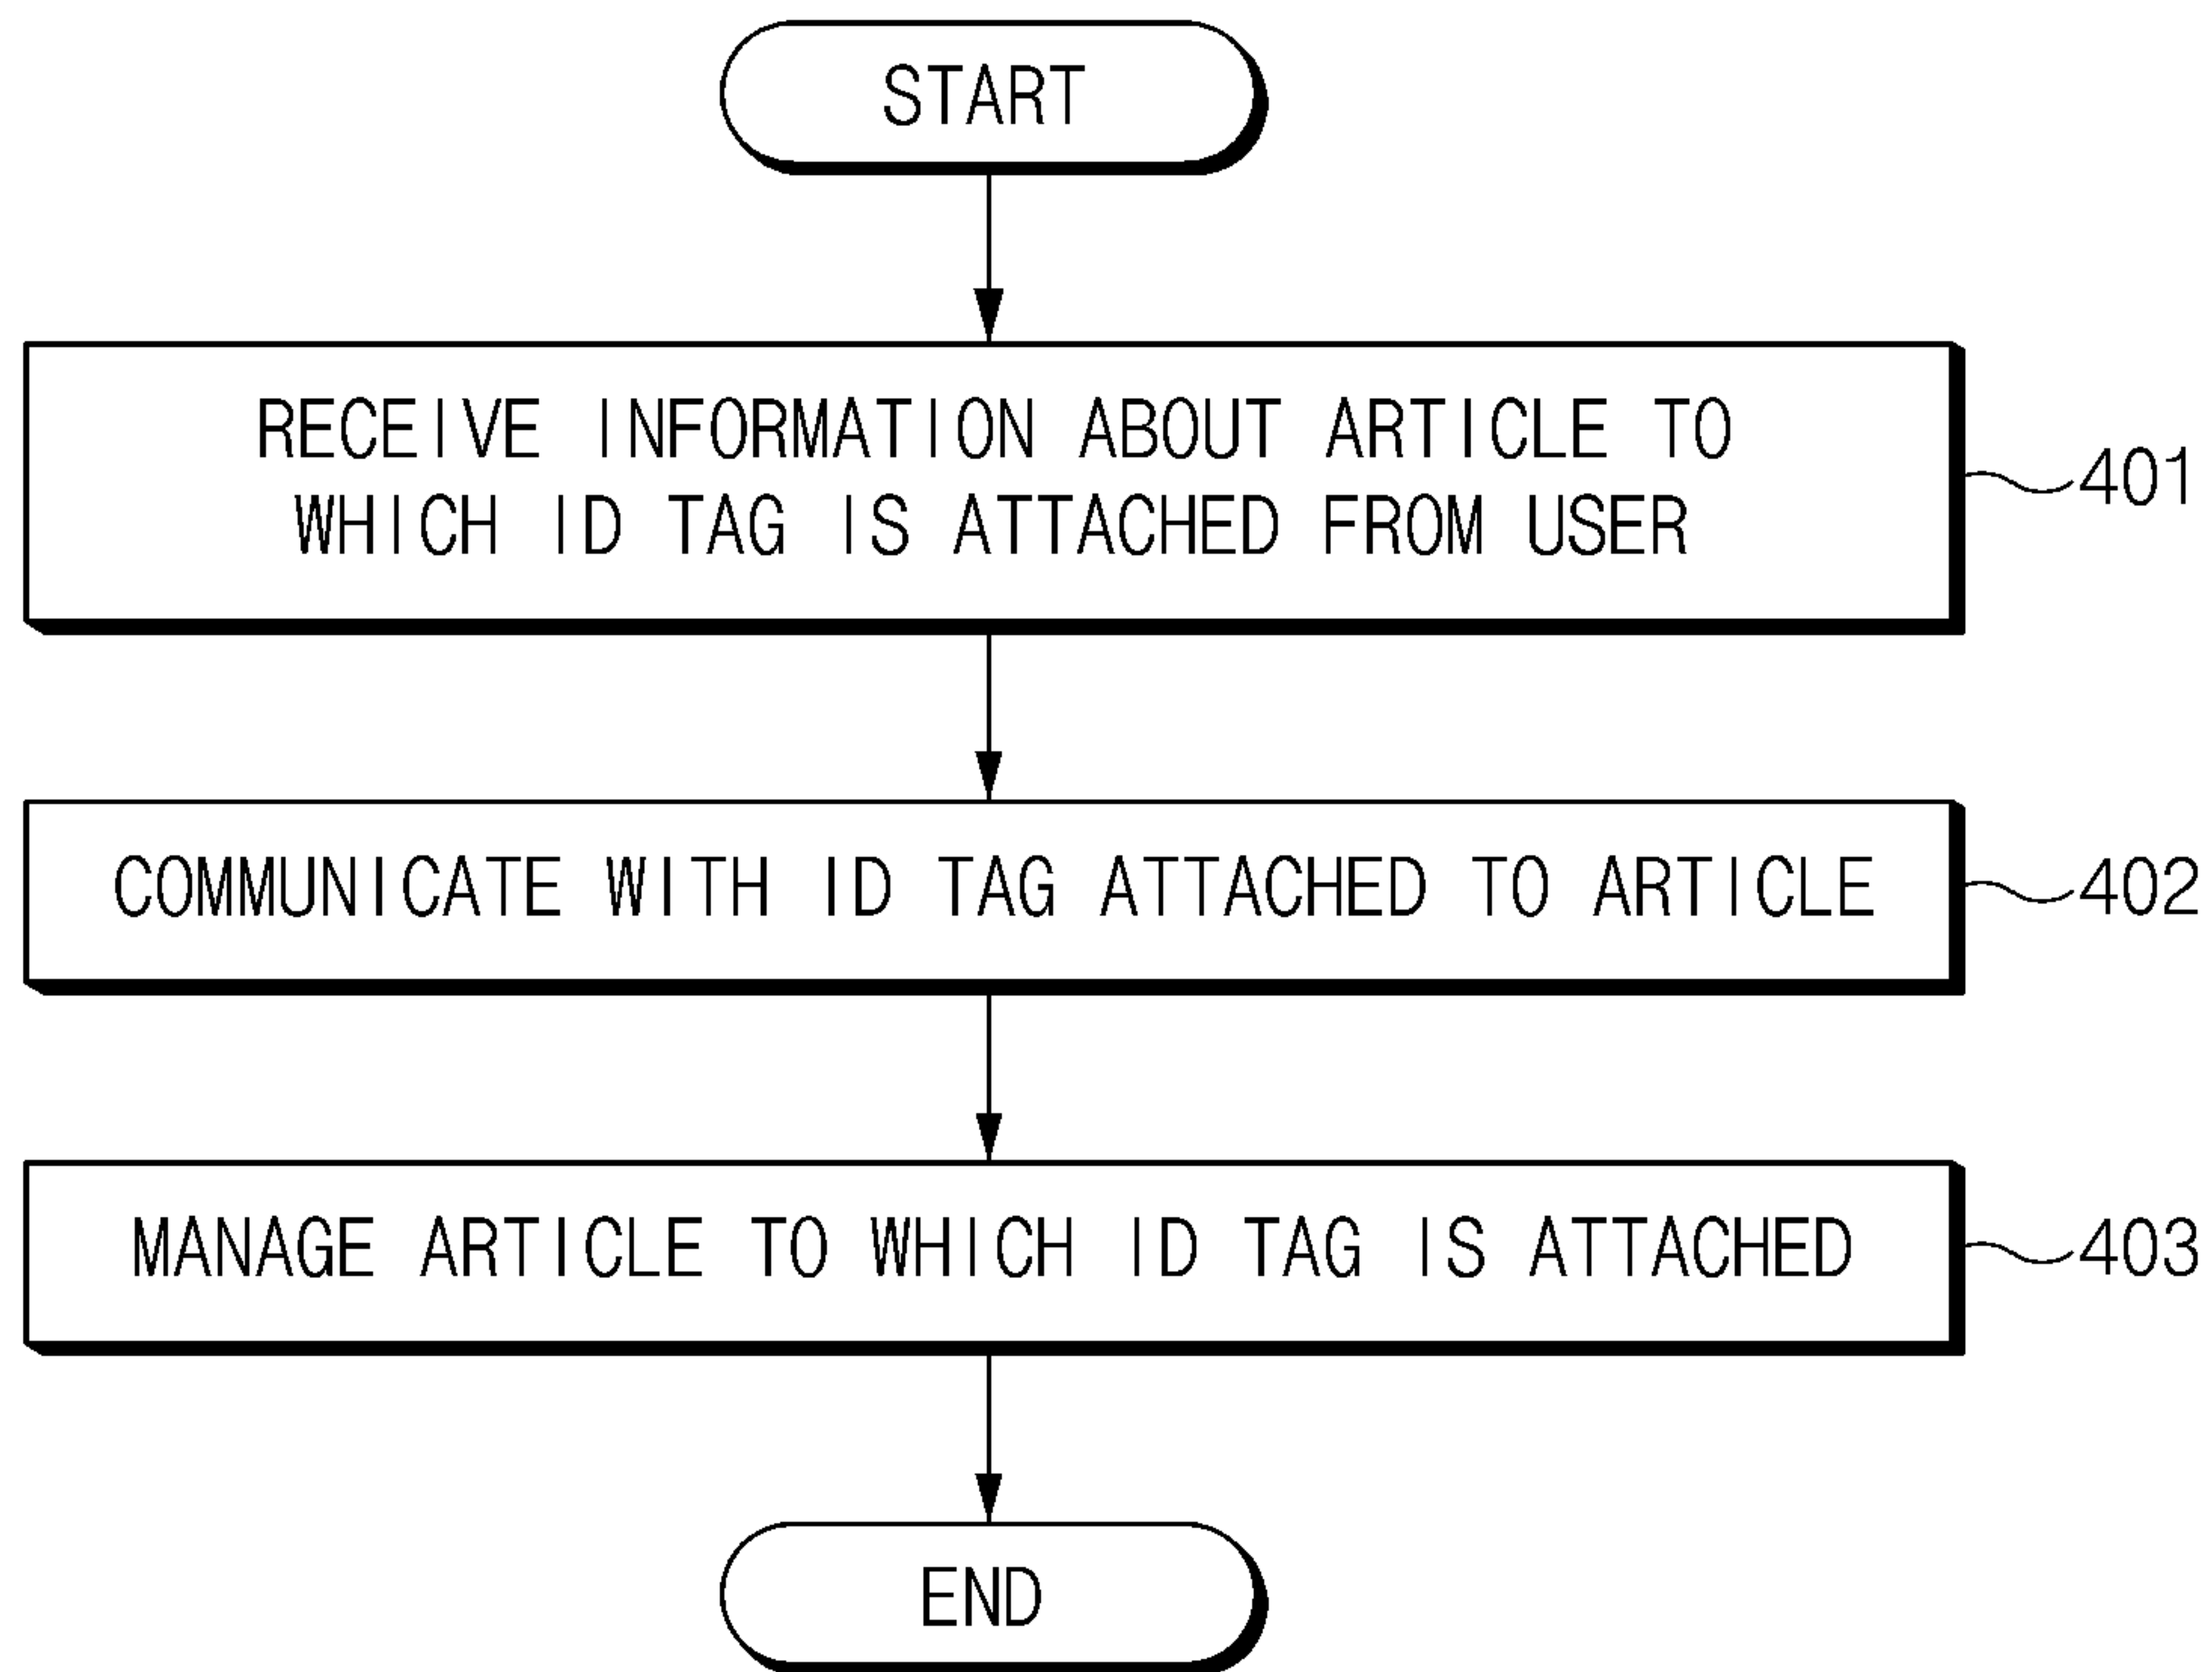 START
RECEIVE INFORMATION ABOUT ARTICLE TO
WHICH ID TAG IS ATTACHED FROM USER
401
COMMUNICATE WITH ID TAG ATTACHED TO ARTICLE
402
MANAGE ARTICLE TO WHICH ID TAG IS ATTACHED
403
END